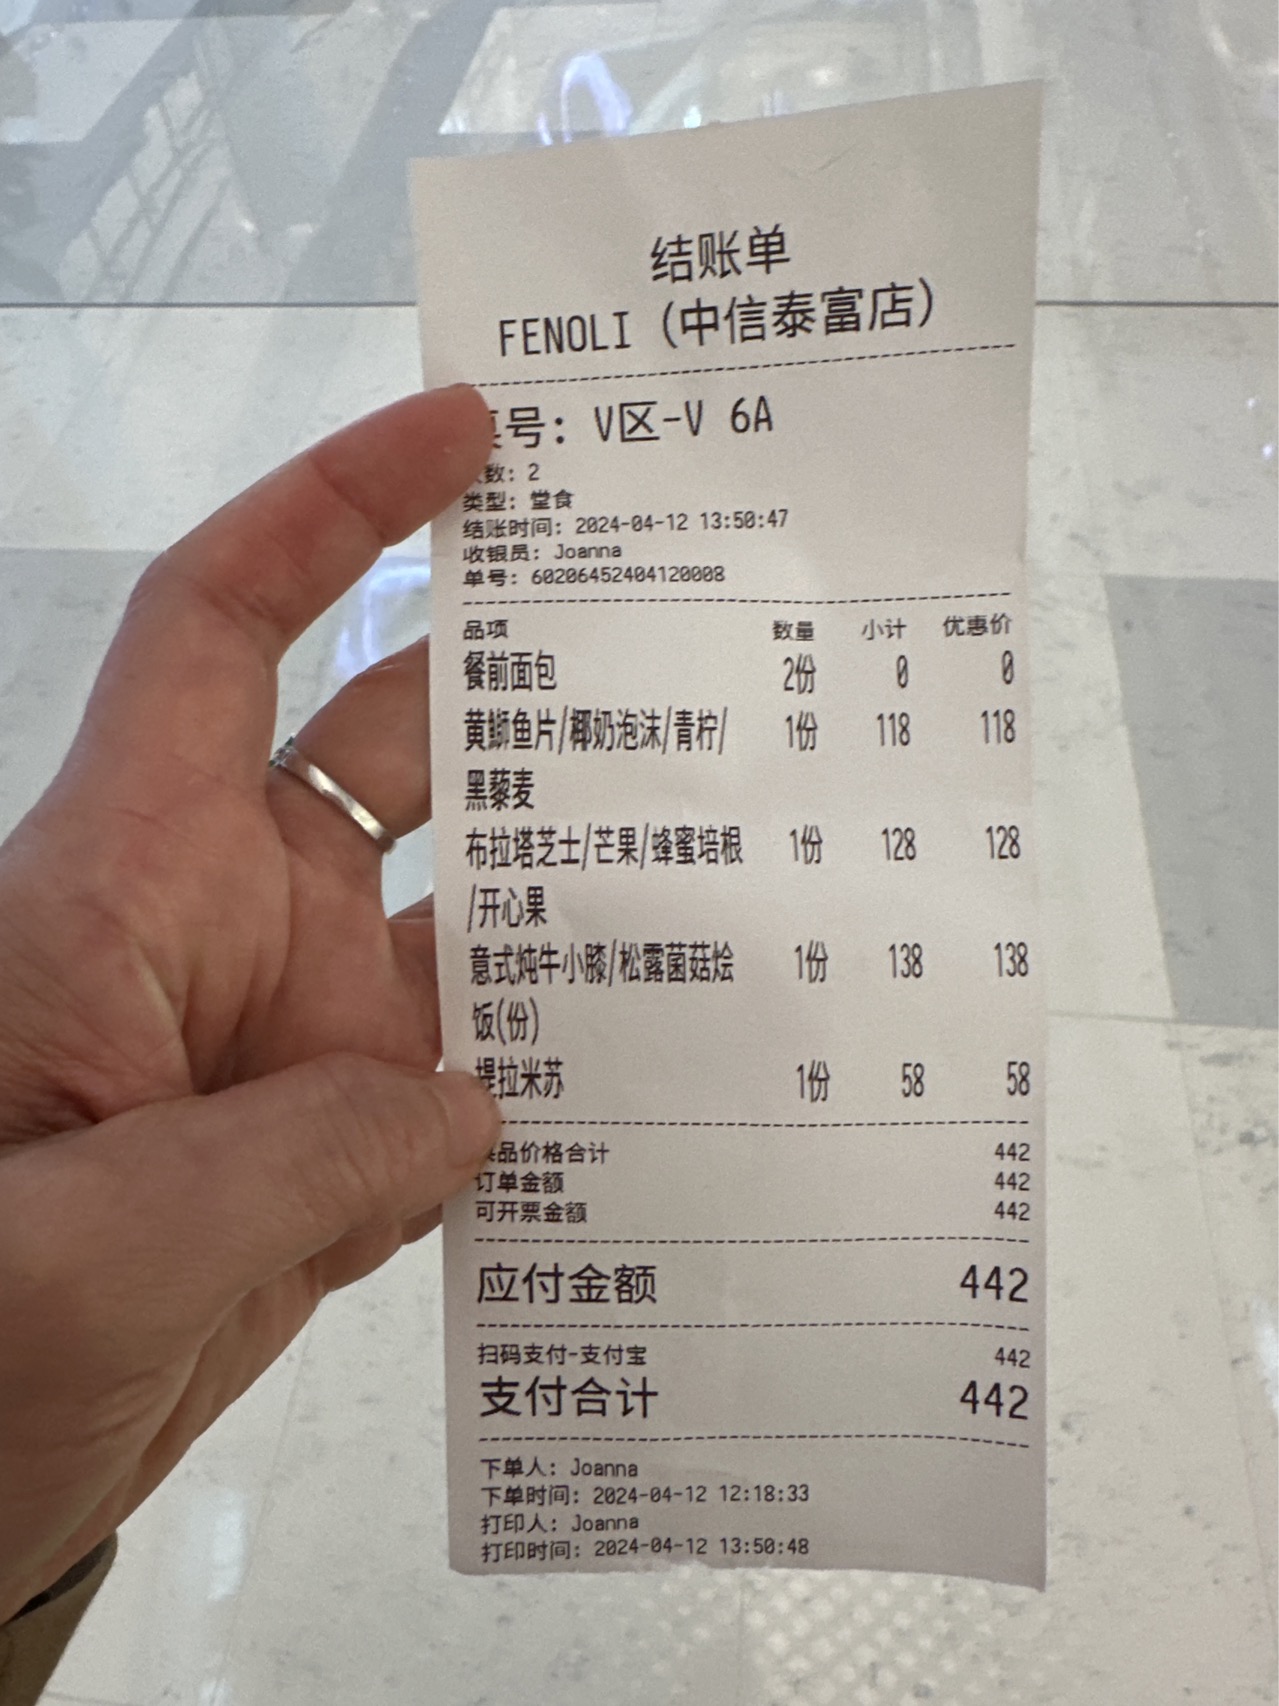 结账单
FENOLI（中信泰富店）
号: V区-V 6A
数: 2
类型: 堂食
结账时间: 2024-04-12 13:50:47
收银员: Joanna
单号: 602064524041​20008
品项 数量 小计 优惠价
餐前面包 2份 0 0
黄鰤鱼片/椰奶泡沫/青柠/ 1份 118 118
黑藜麦
布拉塔芝士/芒果/蜂蜜培根 1份 128 128
/开心果
意式炖牛小膝/松露菌菇烩 1份 138 138
饭(份)
提拉米苏 1份 58 58
品价格合计 442
订单金额 442
可开票金额 442
应付金额 442
扫码支付-支付宝 442
支付合计 442
下单人: Joanna
下单时间: 2024-04-12 12:18:33
打印人: Joanna
打印时间: 2024-04-12 13:50:48